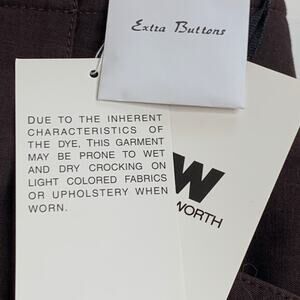 Extra Buttons
DUE TO THE INHERENT
CHARACTERISTICS OF
THE DYE, THIS GARMENT
MAY BE PRONE TO WET
AND DRY CROCKING ON
LIGHT COLORED FABRICS
OR UPHOLSTERY WHEN
WORN.
W
WORTH